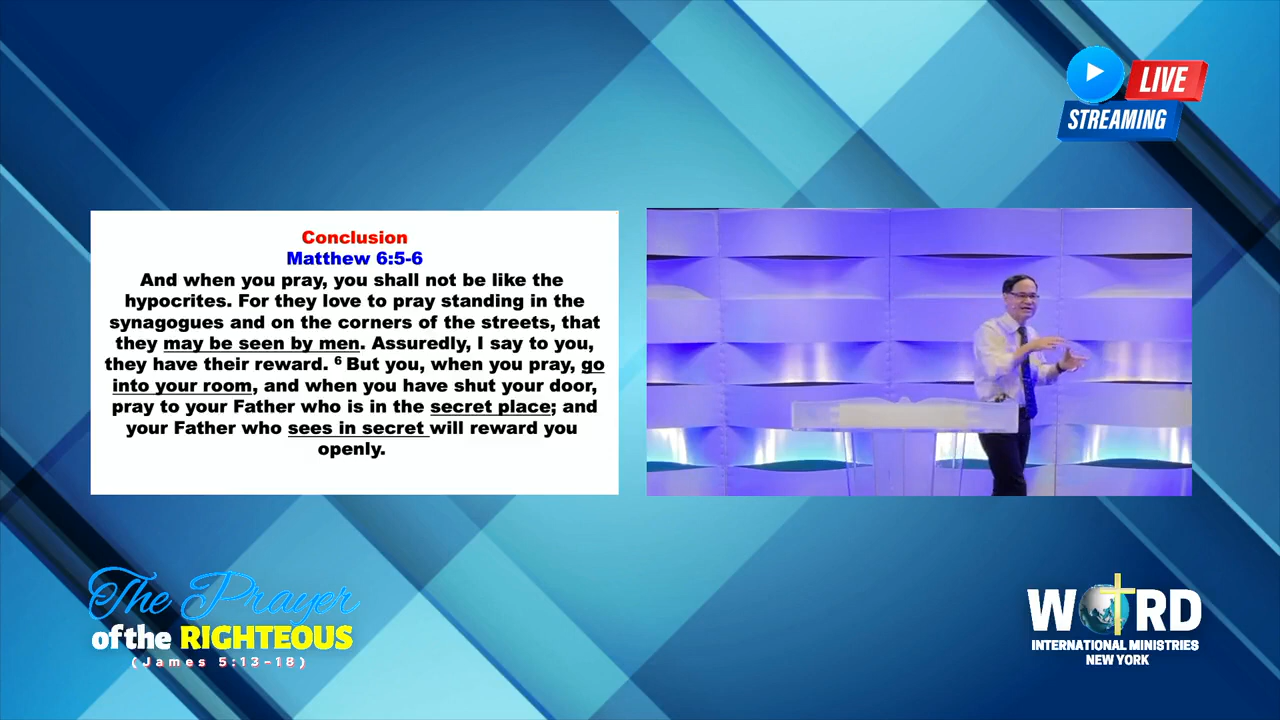 LIVE
STREAMING
Conclusion
Matthew 6:5-6
And when you pray, you shall not be like the
hypocrites. For they love to pray standing in the
synagogues and on the corners of the streets, that
they may be seen by men. Assuredly, I say to you,
they have their reward. ⁶ But you, when you pray, go
into your room, and when you have shut your door,
pray to your Father who is in the secret place; and
your Father who sees in secret will reward you
openly.
The Prayer
of the RIGHTEOUS
(James 5:13-18)
WORD
INTERNATIONAL MINISTRIES
NEW YORK